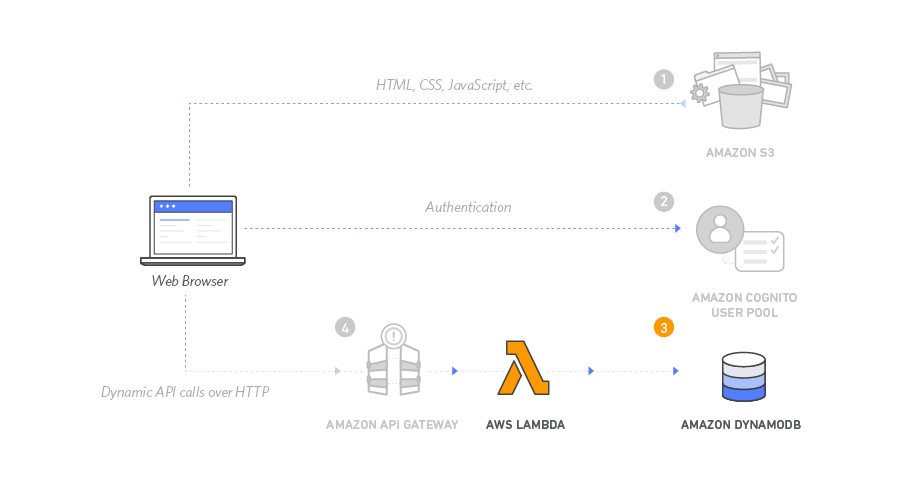 HTML, CSS, JavaScript, etc.
1
AMAZON S3
Authentication
2
Web Browser
AMAZON COGNITO
USER POOL
4
3
Dynamic API calls over HTTP
AMAZON API GATEWAY
AWS LAMBDA
AMAZON DYNAMODB